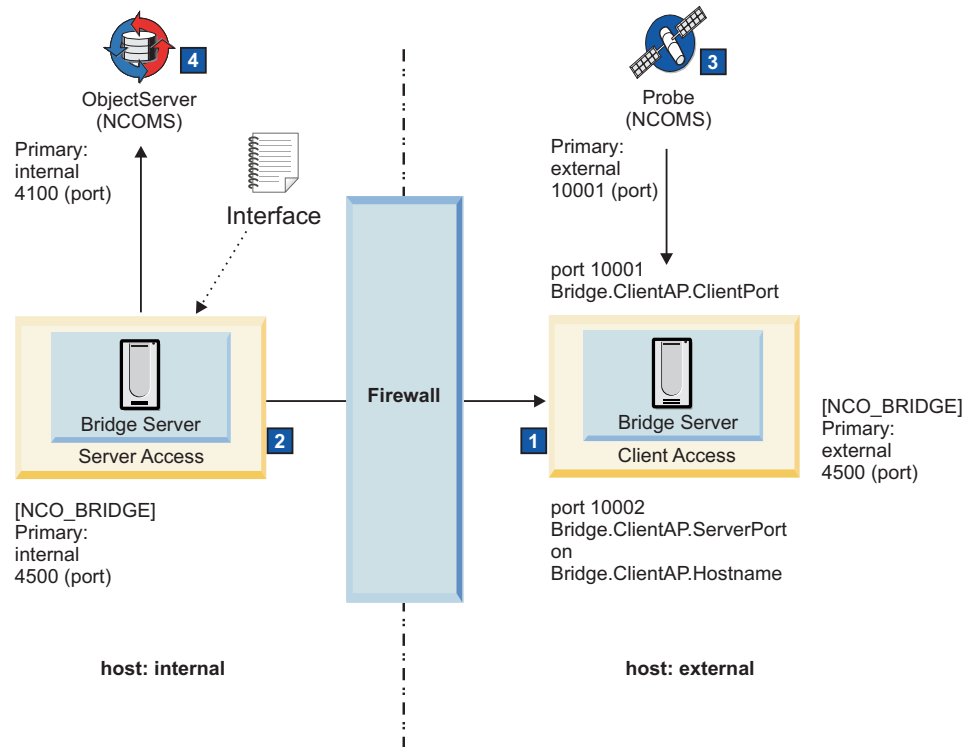 4
ObjectServer
(NCOMS)
Primary:
internal
4100 (port)
Interface
Bridge Server
Server Access
2
[NCO_BRIDGE]
Primary:
internal
4500 (port)
host: internal
Firewall
3
Probe
(NCOMS)
Primary:
external
10001 (port)
port 10001
Bridge.ClientAP.ClientPort
Bridge Server
1
Client Access
[NCO_BRIDGE]
Primary:
external
4500 (port)
port 10002
Bridge.ClientAP.ServerPort
on
Bridge.ClientAP.Hostname
host: external